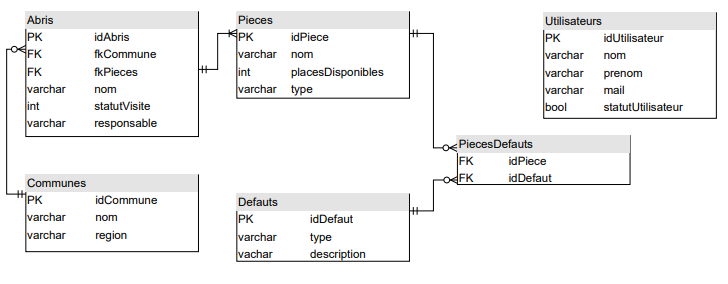 Abris
PK idAbris
FK fkCommune
FK fkPieces
varchar nom
int statutVisite
varchar responsable
Pieces
PK idPiece
varchar nom
int placesDisponibles
varchar type
Utilisateurs
PK idUtilisateur
varchar nom
varchar prenom
varchar mail
bool statutUtilisateur
PiecesDefauts
FK idPiece
FK idDefaut
Communes
PK idCommune
varchar nom
varchar region
Defauts
PK idDefaut
varchar type
vachar description